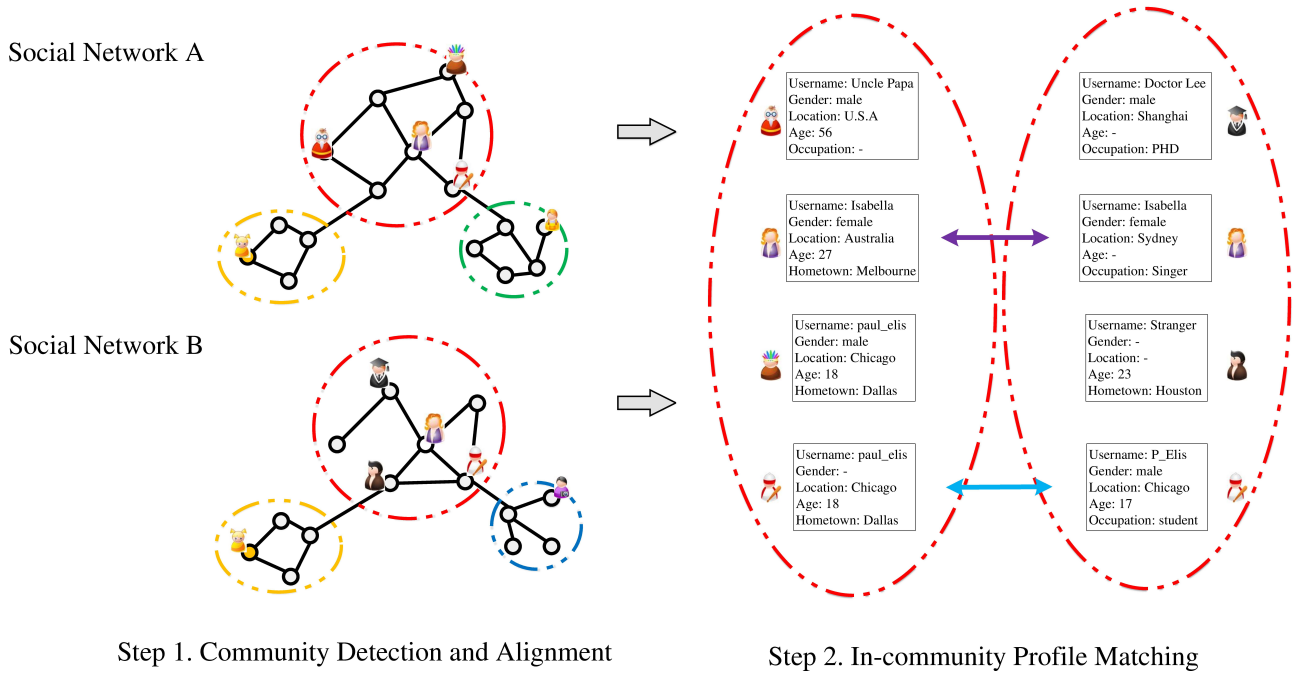 Social Network A
Social Network B
Step 1. Community Detection and Alignment
Username: Uncle Papa
Gender: male
Location: U.S.A
Age: 56
Occupation: -
Username: Doctor Lee
Gender: male
Location: Shanghai
Age: -
Occupation: PHD
Username: Isabella
Gender: female
Location: Australia
Age: 27
Hometown: Melbourne
Username: Isabella
Gender: female
Location: Sydney
Age: -
Occupation: Singer
Username: paul_elis
Gender: male
Location: Chicago
Age: 18
Hometown: Dallas
Username: Stranger
Gender: -
Location: -
Age: 23
Hometown: Houston
Username: paul_elis
Gender: -
Location: Chicago
Age: 18
Hometown: Dallas
Username: P_Elis
Gender: male
Location: Chicago
Age: 17
Occupation: student
Step 2. In-community Profile Matching